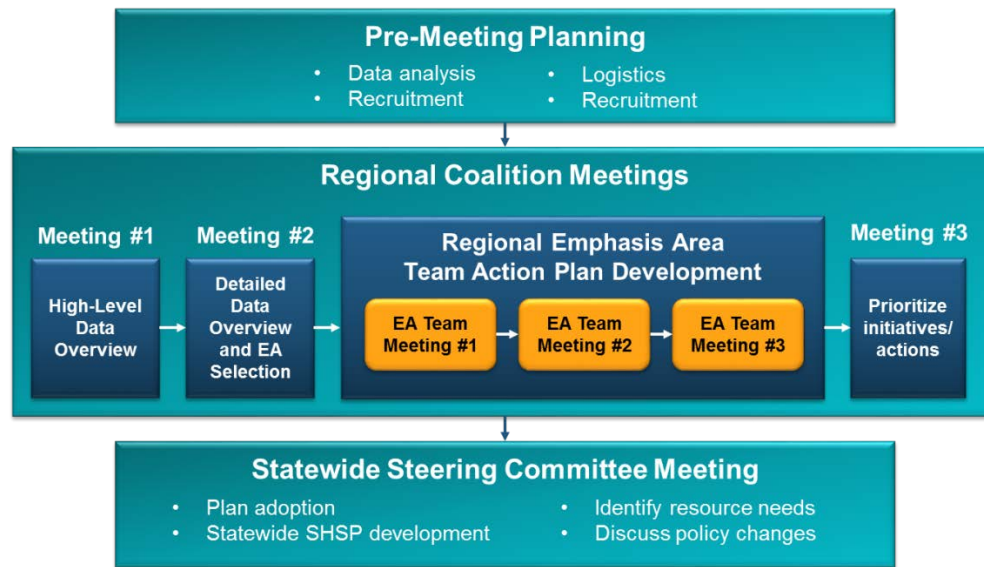 Pre-Meeting Planning
• Data analysis
• Recruitment
• Logistics
• Recruitment
Regional Coalition Meetings
Meeting #1
High-Level
Data
Overview
Meeting #2
Detailed
Data
Overview
and EA
Selection
Regional Emphasis Area
Team Action Plan Development
EA Team
Meeting #1
EA Team
Meeting #2
EA Team
Meeting #3
Meeting #3
Prioritize
initiatives/
actions
Statewide Steering Committee Meeting
• Plan adoption
• Statewide SHSP development
• Identify resource needs
• Discuss policy changes